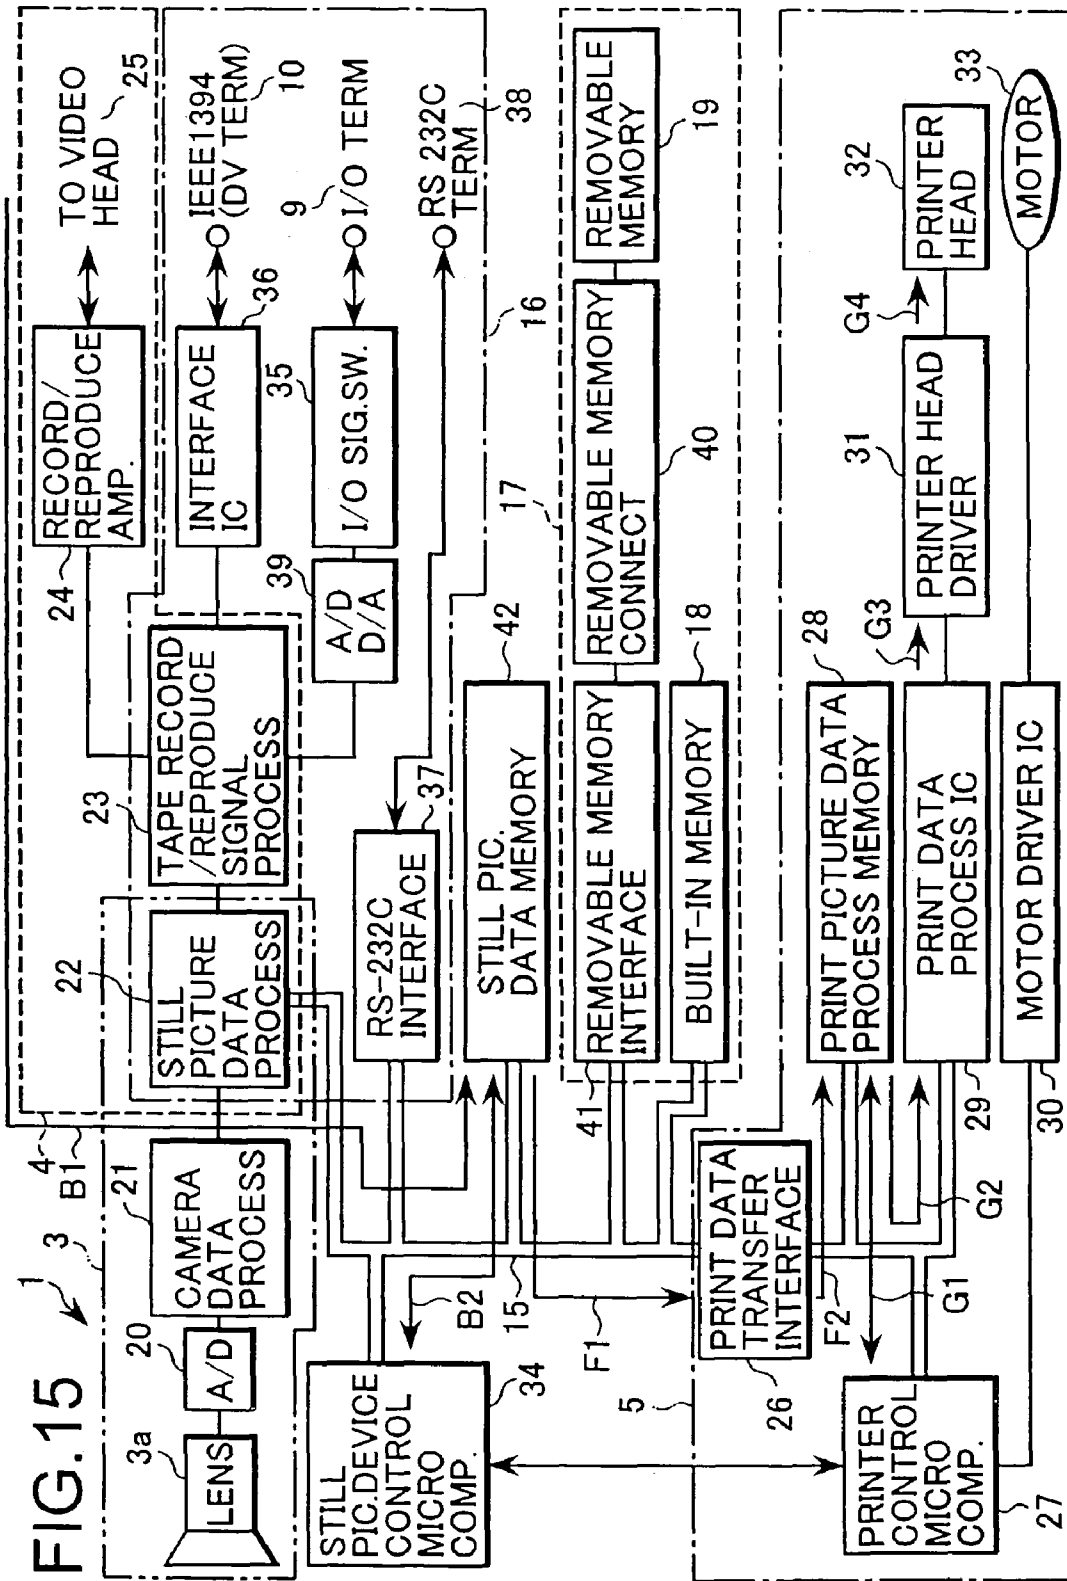 FIG.15
1
3
4
B1
3a
LENS
20
A/D
21
CAMERA
DATA
PROCESS
22
STILL
PICTURE
DATA
PROCESS
23
TAPE RECORD
/REPRODUCE
SIGNAL
PROCESS
24
RECORD/
REPRODUCE
AMP.
TO VIDEO
HEAD
25
INTERFACE
IC
36
IEEE1394
(DV TERM)
10
39
A/D
D/A
I/O SIG.SW.
35
9
I/O TERM
RS 232C
TERM
38
16
RS-232C
INTERFACE
37
STILL
PIC.DEVICE
CONTROL
MICRO
COMP.
34
B2
15
STILL PIC.
DATA MEMORY
42
17
41
REMOVABLE MEMORY
INTERFACE
REMOVABLE MEMORY
CONNECT
40
REMOVABLE
MEMORY
19
BUILT-IN MEMORY
18
F1
5
PRINT DATA
TRANSFER
INTERFACE
26
F2
G1
G2
PRINT PICTURE DATA
PROCESS MEMORY
28
PRINT DATA
PROCESS IC
29
G3
PRINTER HEAD
DRIVER
31
G4
PRINTER
HEAD
32
PRINTER
CONTROL
MICRO
COMP.
27
MOTOR DRIVER IC
30
MOTOR
33